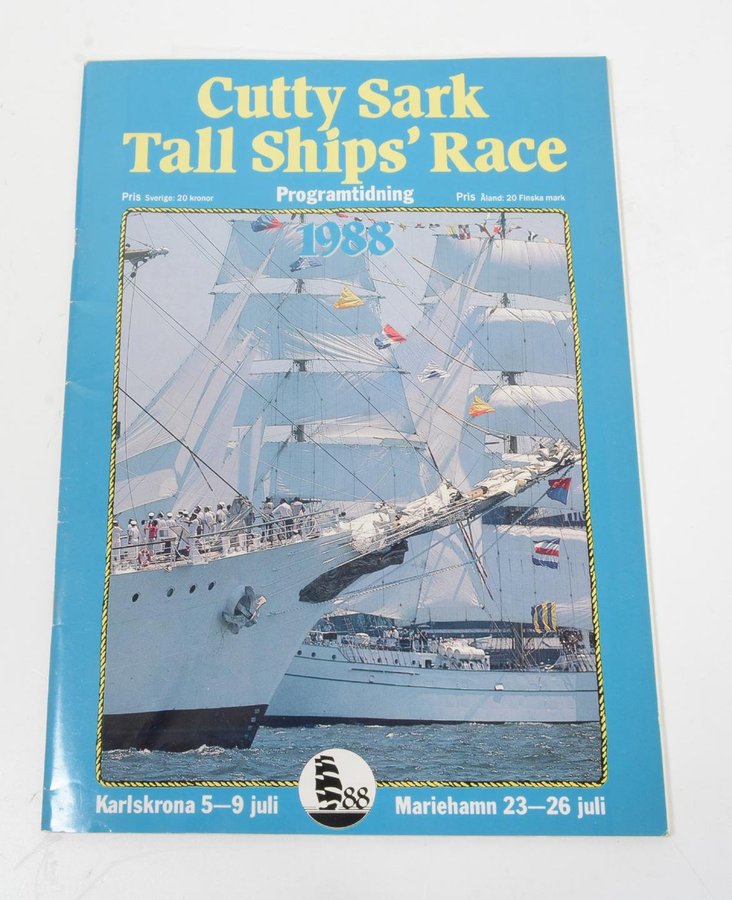 Cutty Sark
Tall Ships' Race
Pris Sverige: 20 kronor
Programtidning
Pris Åland: 20 Finska mark
1988
Karlskrona 5—9 juli
88
Mariehamn 23—26 juli